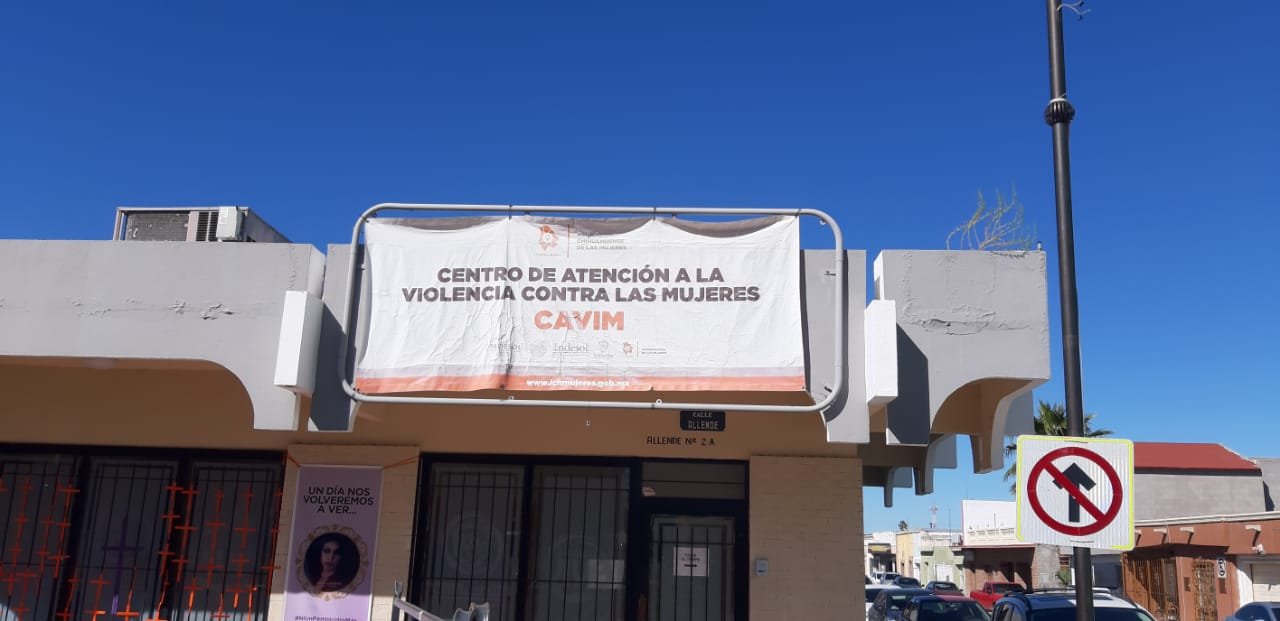 CHIHUAHUENSE
DE LAS MUJERES
CENTRO DE ATENCIÓN A LA
VIOLENCIA CONTRA LAS MUJERES
CAVIM
Indesol
www.ichmujeres.gob.mx
CALLE
ALLENDE
ALLENDE Nº 2 A
UN DÍA NOS
VOLVEREMOS
A VER...